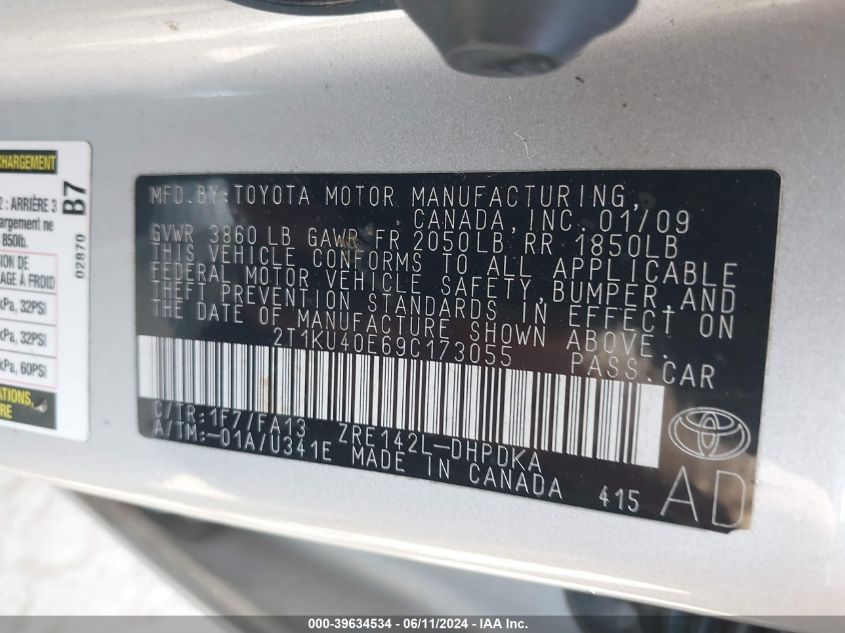 CHARGEMENT
2 : ARRIÈRE 3
chargement ne
850lb.
B7
02870
kPa, 32PSI
kPa, 32PSI
kPa, 60PSI
MFD. BY: TOYOTA MOTOR MANUFACTURING,
CANADA, INC. 01/09
GVWR 3860 LB GAWR FR 2050LB RR 1850LB
THIS VEHICLE CONFORMS TO ALL APPLICABLE
FEDERAL MOTOR VEHICLE SAFETY, BUMPER, AND
THEFT PREVENTION STANDARDS IN EFFECT ON
THE DATE OF MANUFACTURE SHOWN ABOVE.
2T1KU40E69C173055 PASS. CAR
C/TR: 1F7/FA13 ZRE142L-DHPDKA
A/TM: -01A/U341E MADE IN CANADA 415
AD
000-39634534 - 06/11/2024 - IAA Inc.